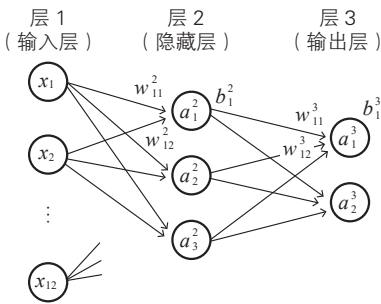 层 1 层 2 层 3
（输入层） （隐藏层） （输出层）
x₁ w²₁₁ a²₁ b²₁ w³₁₁ a³₁ b³₁
x₂ w²₁₂ a²₂ w³₁₂ a³₂
⋮ a²₃
x₁₂